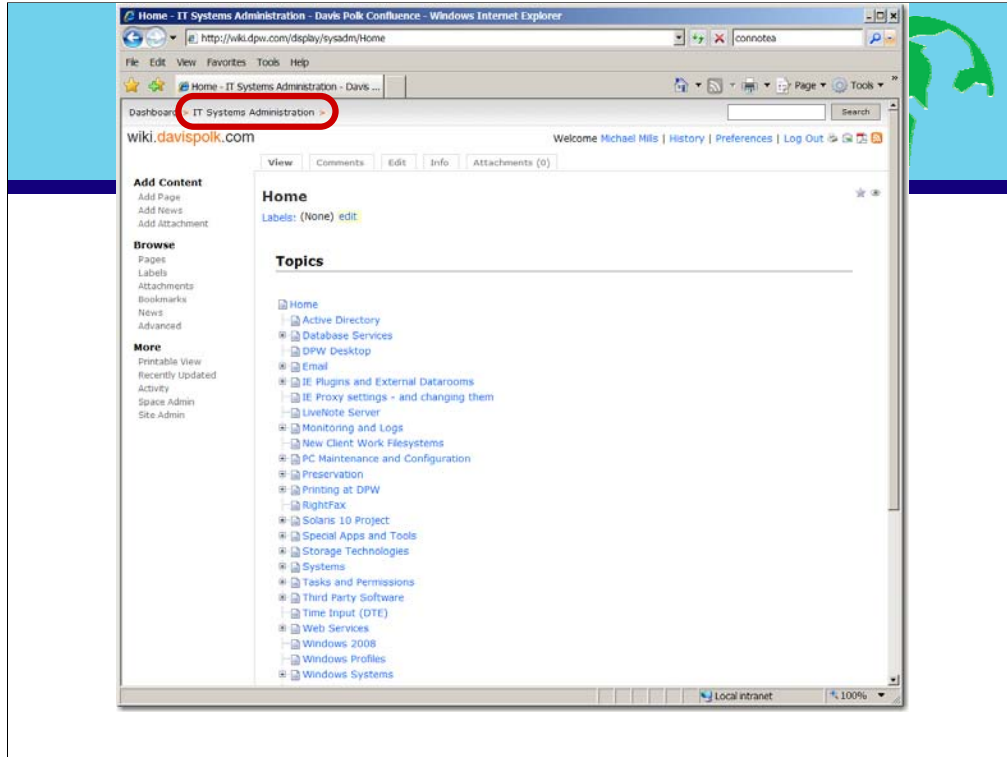 Home - IT Systems Administration - Davis Polk Confluence - Windows Internet Explorer
http://wiki.dpw.com/display/sysadm/Home
connotea
File Edit View Favorites Tools Help
Home - IT Systems Administration - Davis ...
Page Tools
Dashboard > IT Systems Administration >
Search
wiki.davispolk.com
Welcome Michael Mills | History | Preferences | Log Out
View Comments Edit Info Attachments (0)
Add Content
Add Page
Add News
Add Attachment
Browse
Pages
Labels
Attachments
Bookmarks
News
Advanced
More
Printable View
Recently Updated
Activity
Space Admin
Site Admin
Home
Labels: (None) edit
Topics
Home
Active Directory
Database Services
DPW Desktop
Email
IE Plugins and External Datarooms
IE Proxy settings - and changing them
LiveNote Server
Monitoring and Logs
New Client Work Filesystems
PC Maintenance and Configuration
Preservation
Printing at DPW
RightFax
Solaris 10 Project
Special Apps and Tools
Storage Technologies
Systems
Tasks and Permissions
Third Party Software
Time Input (DTE)
Web Services
Windows 2008
Windows Profiles
Windows Systems
Local intranet
100%